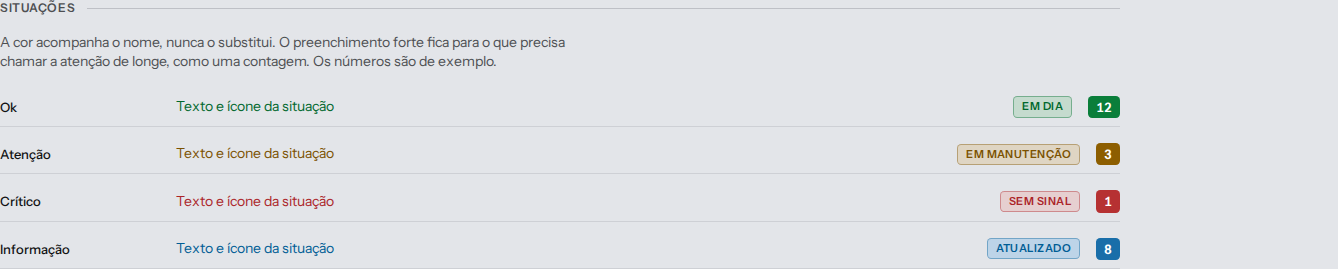 SITUAÇÕES
A cor acompanha o nome, nunca o substitui. O preenchimento forte fica para o que precisa
chamar a atenção de longe, como uma contagem. Os números são de exemplo.
Ok Texto e ícone da situação EM DIA 12
Atenção Texto e ícone da situação EM MANUTENÇÃO 3
Crítico Texto e ícone da situação SEM SINAL 1
Informação Texto e ícone da situação ATUALIZADO 8